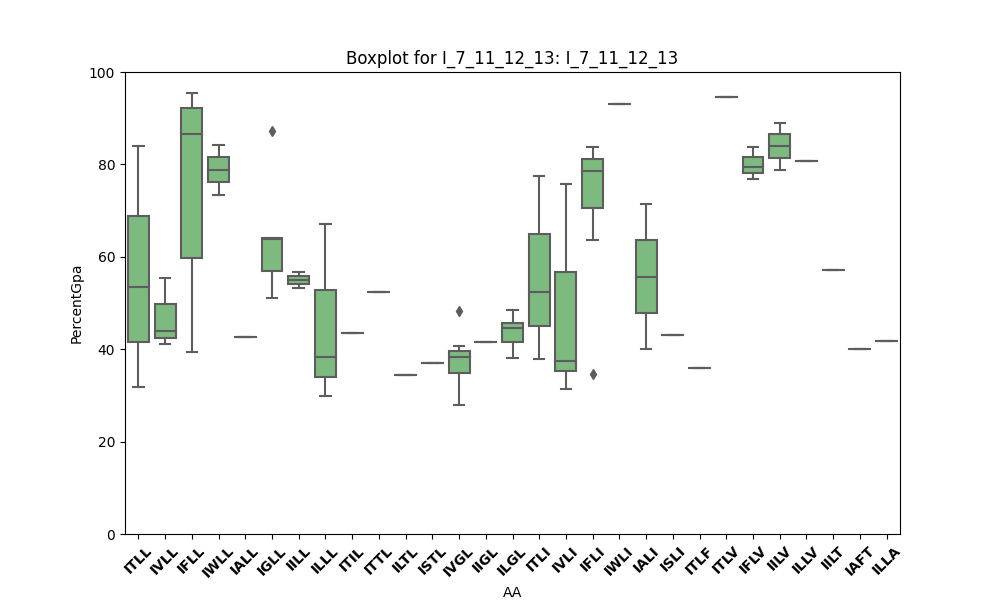 Boxplot for I_7_11_12_13: I_7_11_12_13
100
80
60
40
20
0
PercentGpa
ITLL IVLL IFLL IWLL IALL IGLL IILL ILLL ITIL ITTL ILTL ISTL IVGL IIGL ILGL ITLI IVLI IFLI IWLI IALI ISLI ITLF ITLV IFLV IILV ILLV IILT IAFT ILLA
AA